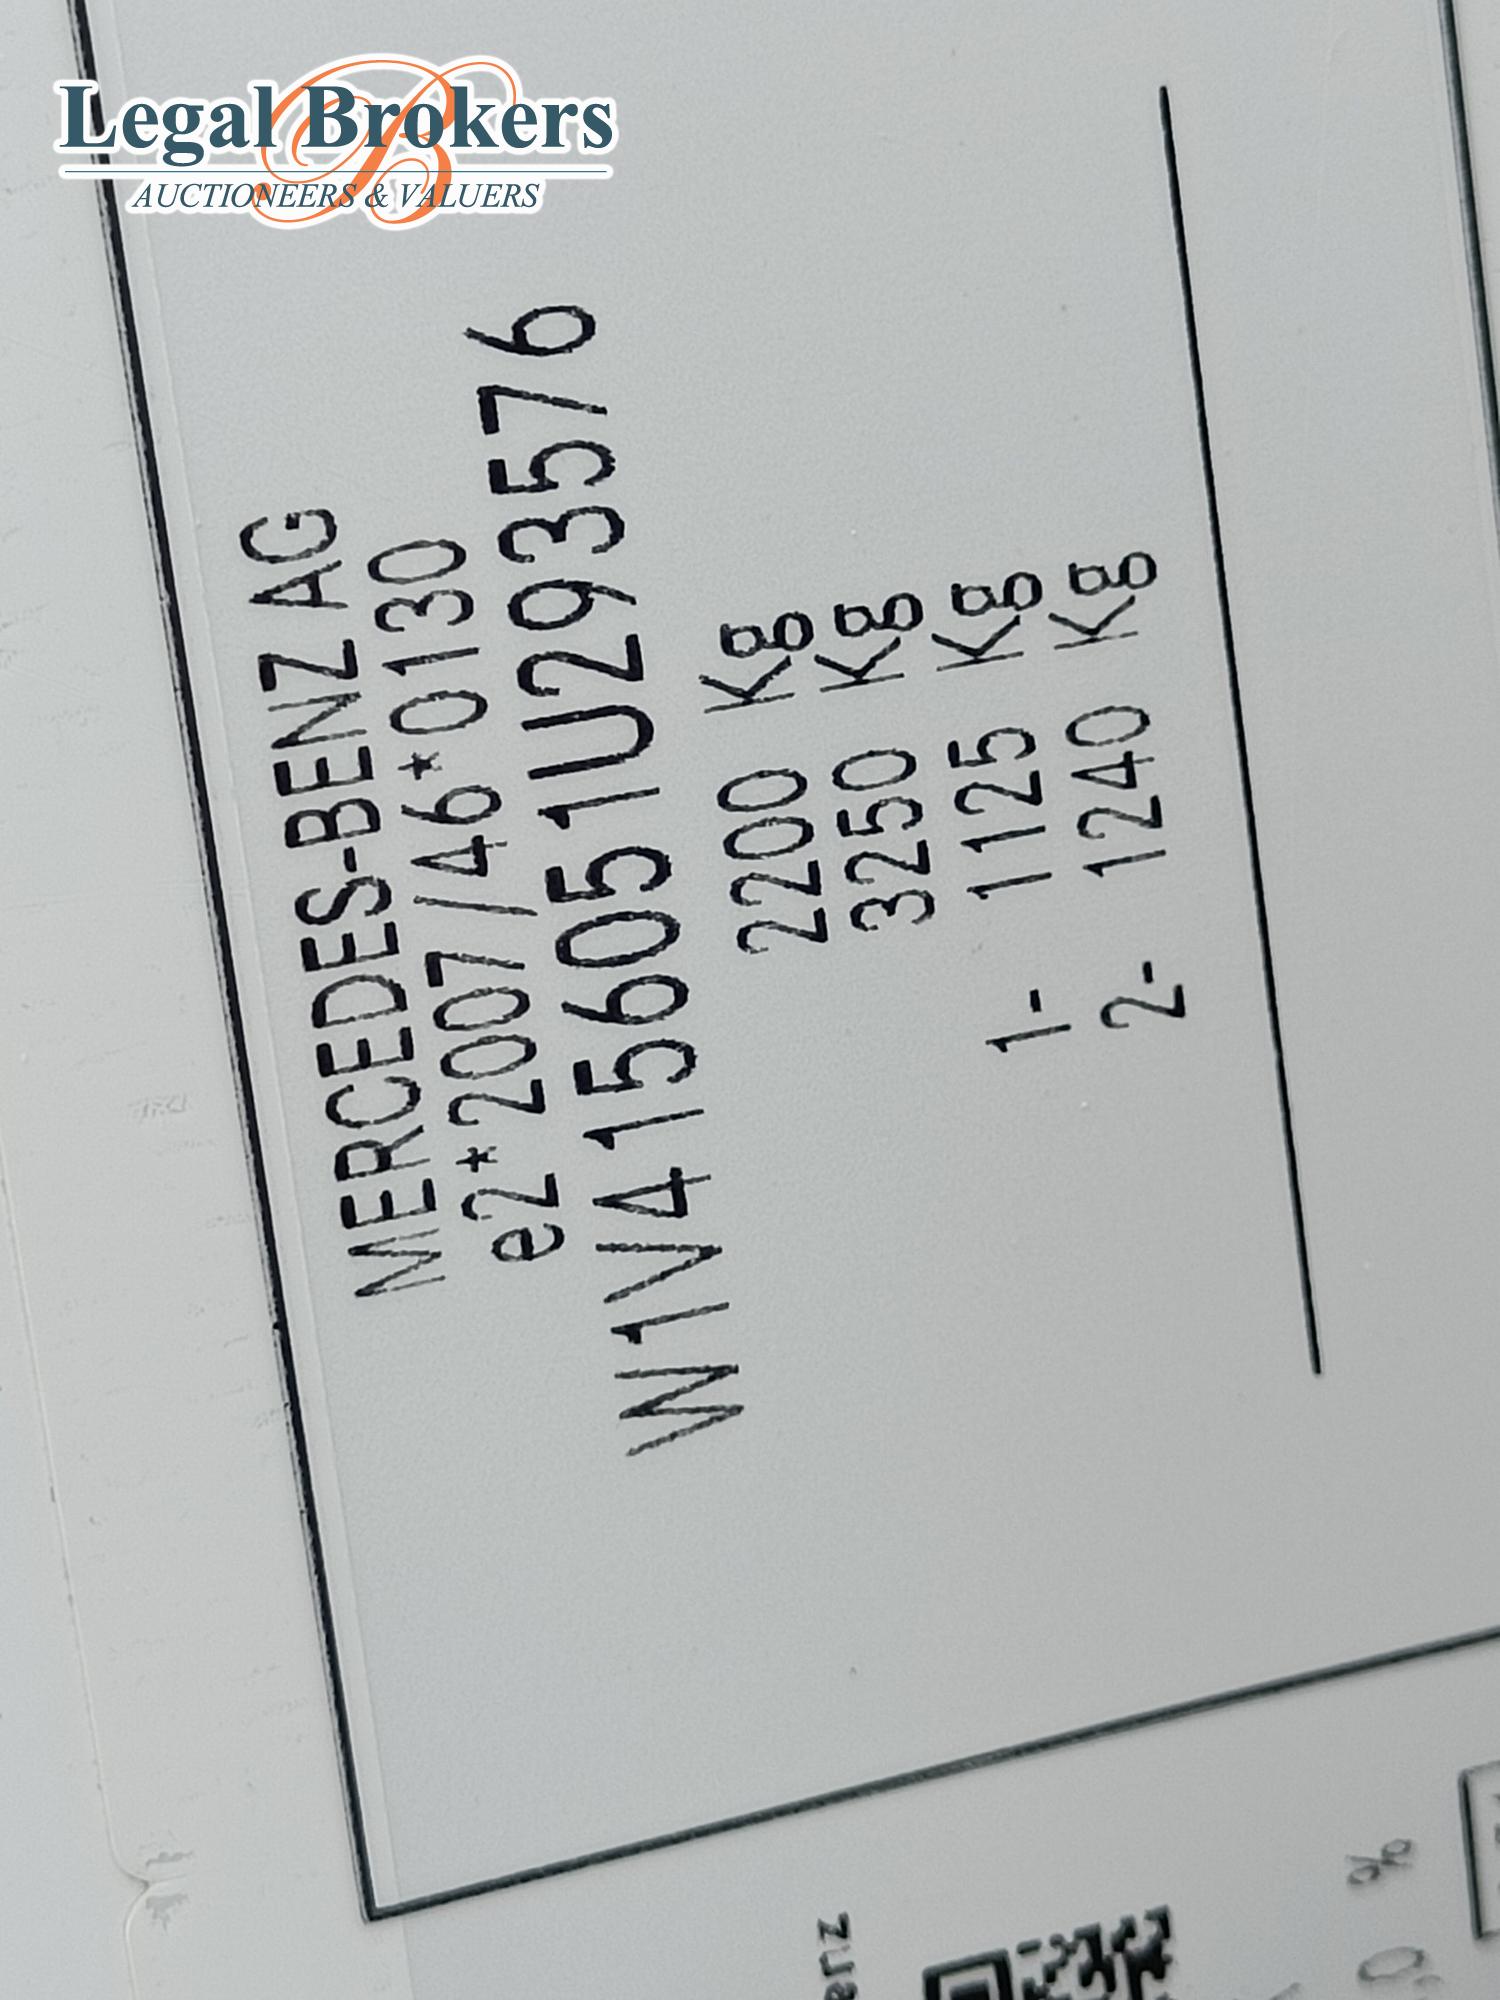 Legal Brokers
AUCTIONEERS & VALUERS
MERCEDES-BENZ AG
e2*2007/46*0130
W1V4156051U293576
2200 Kg
3250 Kg
1- 1125 Kg
2- 1240 Kg
%